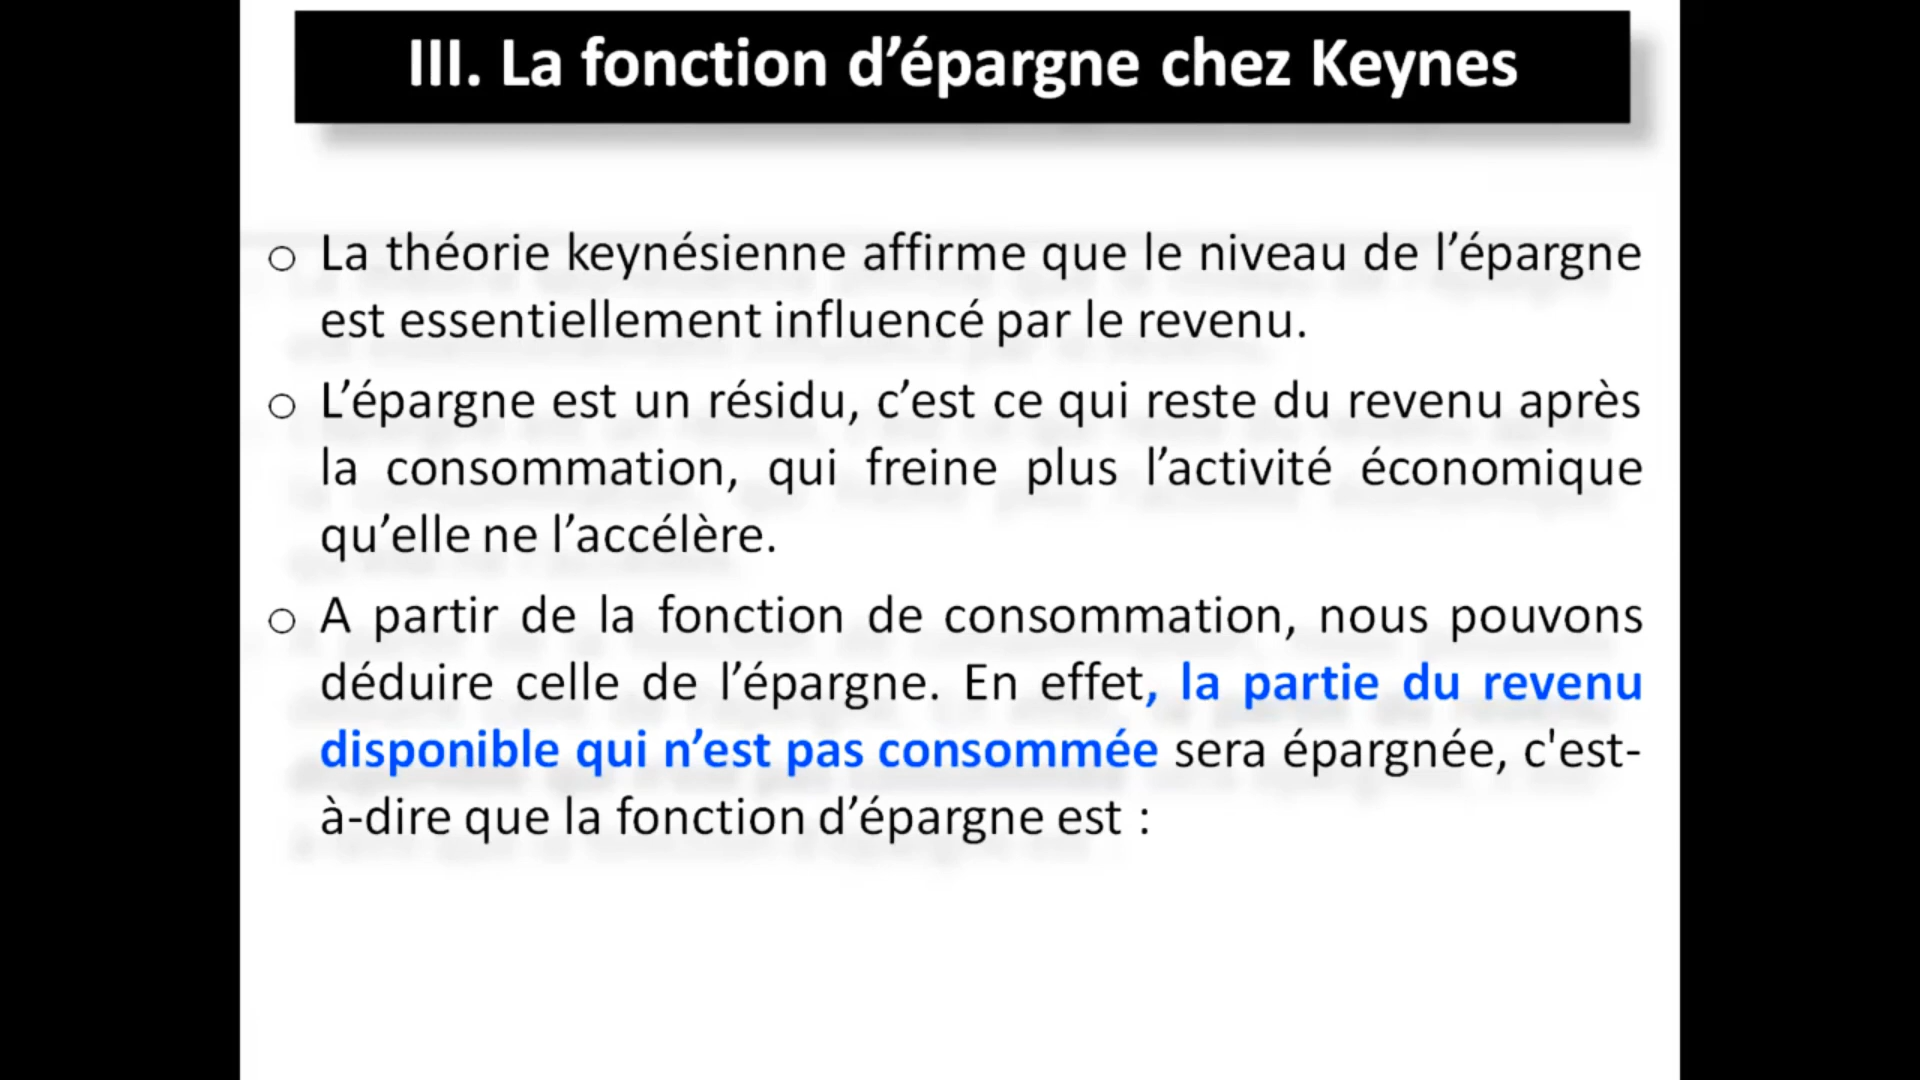 III. La fonction d’épargne chez Keynes
o La théorie keynésienne affirme que le niveau de l’épargne
est essentiellement influencé par le revenu.
o L’épargne est un résidu, c’est ce qui reste du revenu après
la consommation, qui freine plus l’activité économique
qu’elle ne l’accélère.
o A partir de la fonction de consommation, nous pouvons
déduire celle de l’épargne. En effet, la partie du revenu
disponible qui n’est pas consommée sera épargnée, c'est-
à-dire que la fonction d’épargne est :